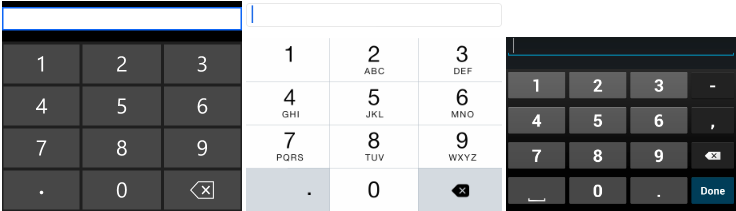 1 2 3
4 5 6
7 8 9
. 0
1 2 3
ABC DEF
4 5 6
GHI JKL MNO
7 8 9
PQRS TUV WXYZ
. 0
1 2 3 -
4 5 6 ,
7 8 9
0 . Done